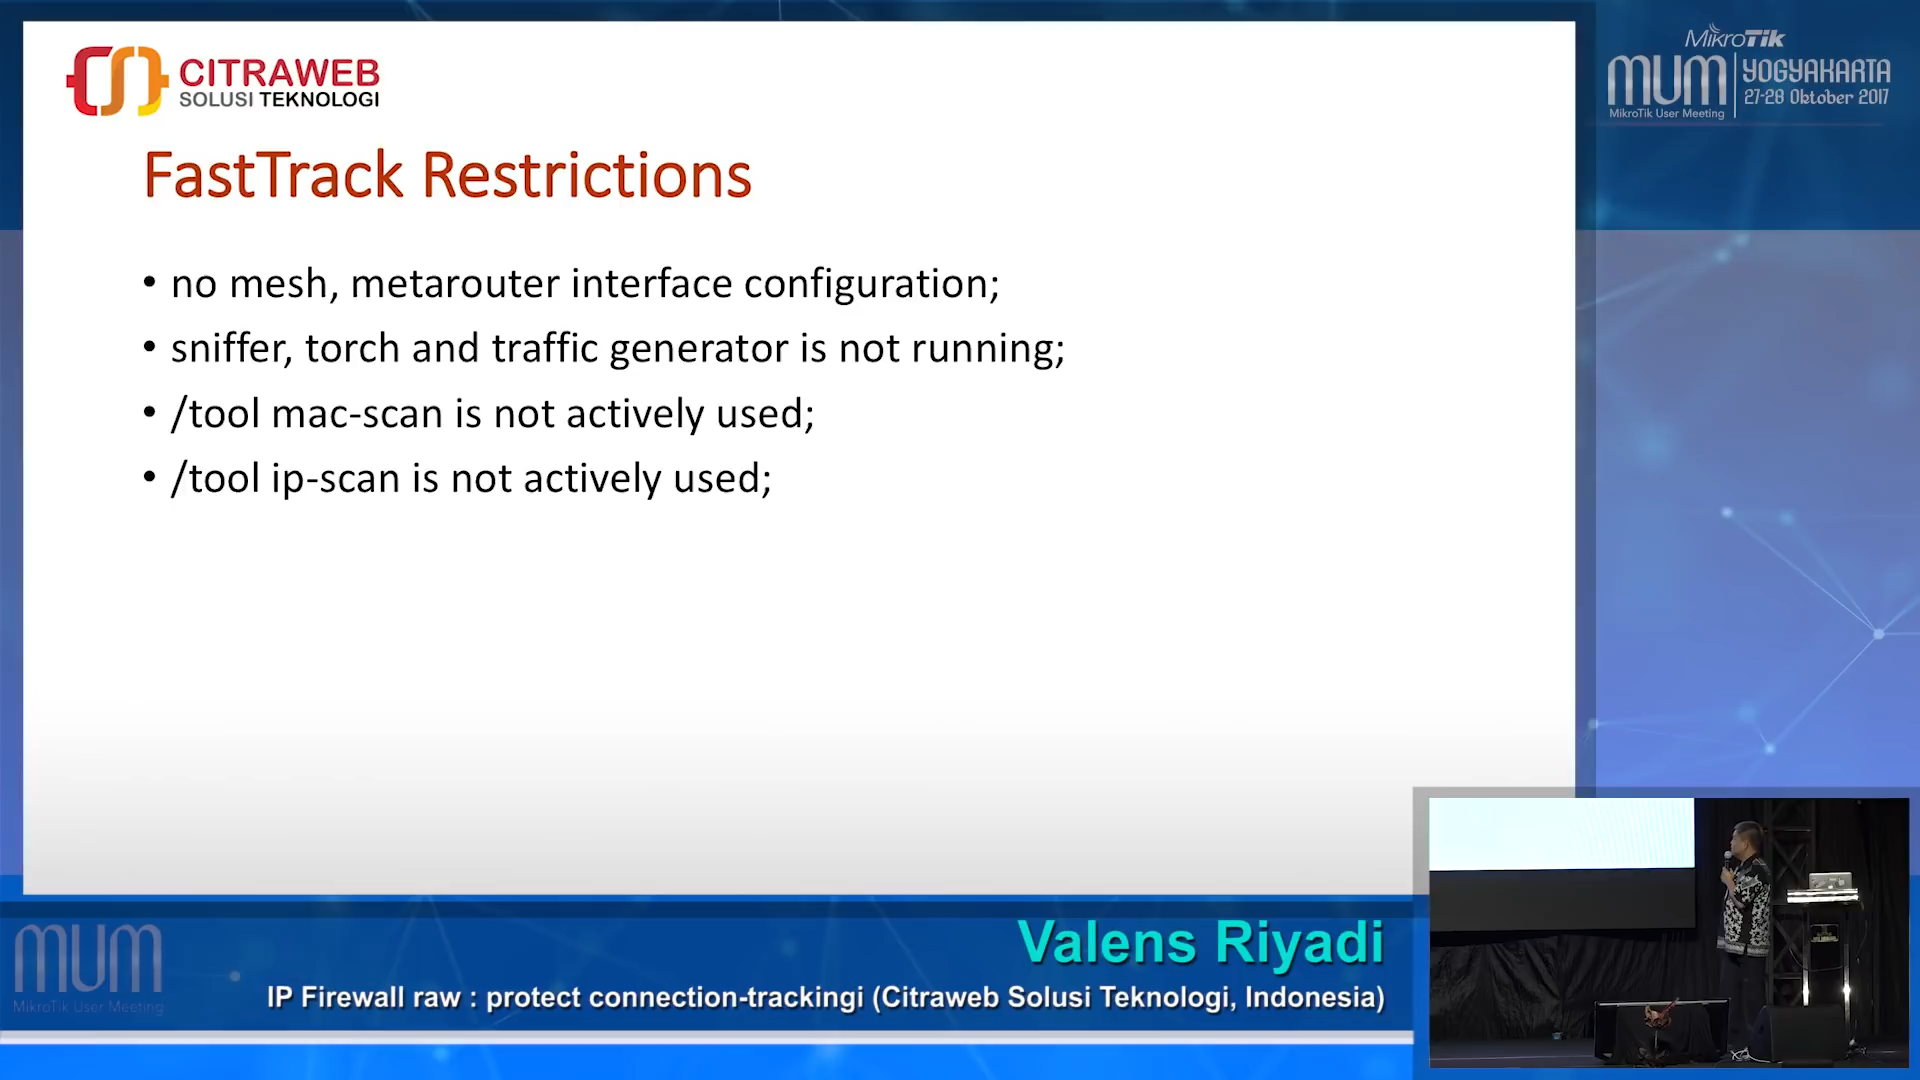 CITRAWEB
SOLUSI TEKNOLOGI
MikroTik
MUM
MikroTik User Meeting
YOGYAKARTA
27-28 Oktober 2017
FastTrack Restrictions
• no mesh, metarouter interface configuration;
• sniffer, torch and traffic generator is not running;
• /tool mac-scan is not actively used;
• /tool ip-scan is not actively used;
MUM
MikroTik User Meeting
Valens Riyadi
IP Firewall raw : protect connection-trackingi (Citraweb Solusi Teknologi, Indonesia)